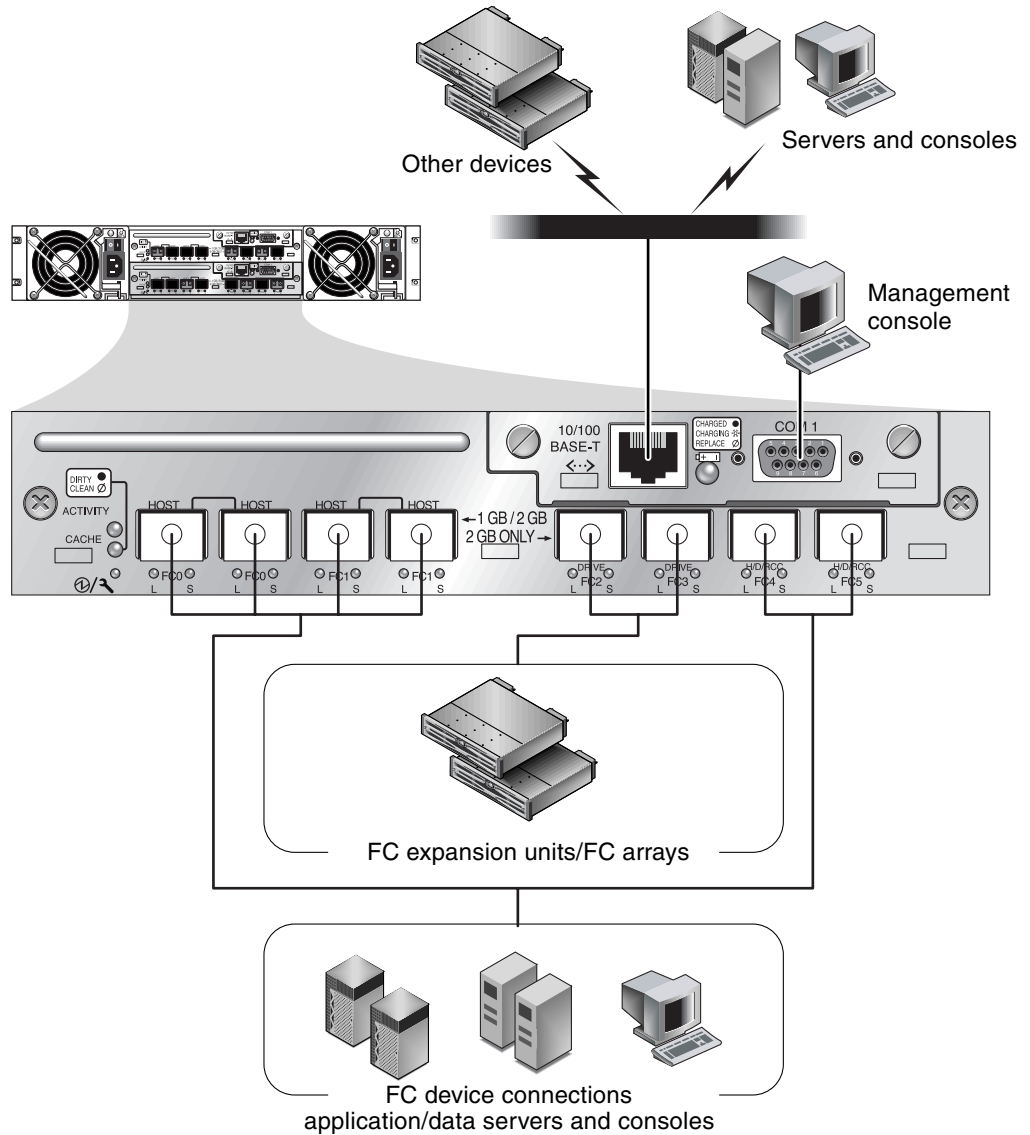 Other devices
Servers and consoles
Management
console
10/100
BASE-T
CHARGED
CHARGING
REPLACE
COM 1
DIRTY
CLEAN
ACTIVITY
CACHE
HOST
HOST
HOST
HOST
←1 GB / 2 GB
2 GB ONLY→
FC0
L S
FC0
L S
FC1
L S
FC1
L S
DRIVE
FC2
L S
DRIVE
FC3
L S
H/D/RCC
FC4
L S
H/D/RCC
FC5
L S
FC expansion units/FC arrays
FC device connections
application/data servers and consoles